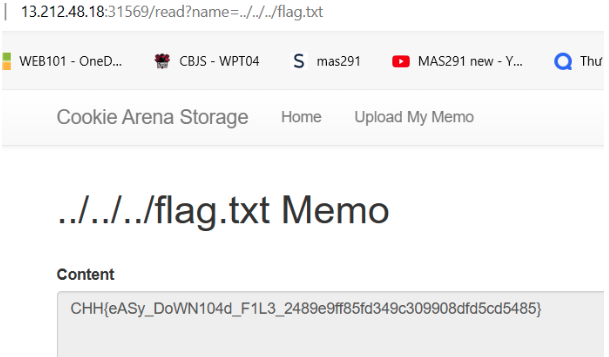 13.212.48.18:31569/read?name=../../../flag.txt
WEB101 - OneD... CBJS - WPT04 S mas291 MAS291 new - Y... Thư
Cookie Arena Storage Home Upload My Memo
../../../flag.txt Memo
Content
CHH{eASy_DoWN104d_F1L3_2489e9ff85fd349c309908dfd5cd5485}